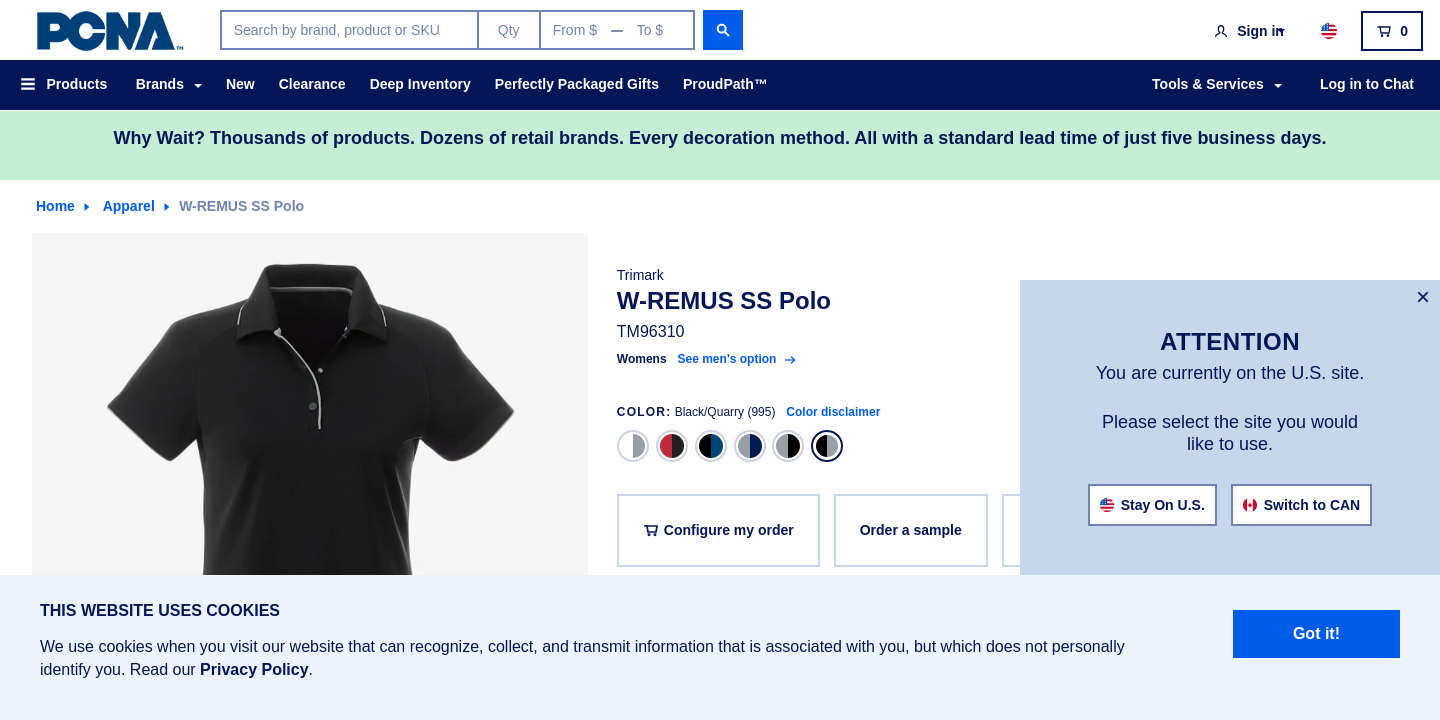 PCNA™
Search by brand, product or SKU
Qty
From $ — To $
Sign in
0
Products
Brands
New
Clearance
Deep Inventory
Perfectly Packaged Gifts
ProudPath™
Tools & Services
Log in to Chat
Why Wait? Thousands of products. Dozens of retail brands. Every decoration method. All with a standard lead time of just five business days.
Home
Apparel
W-REMUS SS Polo
Trimark
W-REMUS SS Polo
TM96310
Womens See men's option
COLOR: Black/Quarry (995) Color disclaimer
Configure my order
Order a sample
×
ATTENTION
You are currently on the U.S. site.
Please select the site you would
like to use.
Stay On U.S.
Switch to CAN
THIS WEBSITE USES COOKIES
We use cookies when you visit our website that can recognize, collect, and transmit information that is associated with you, but which does not personally
identify you. Read our Privacy Policy.
Got it!